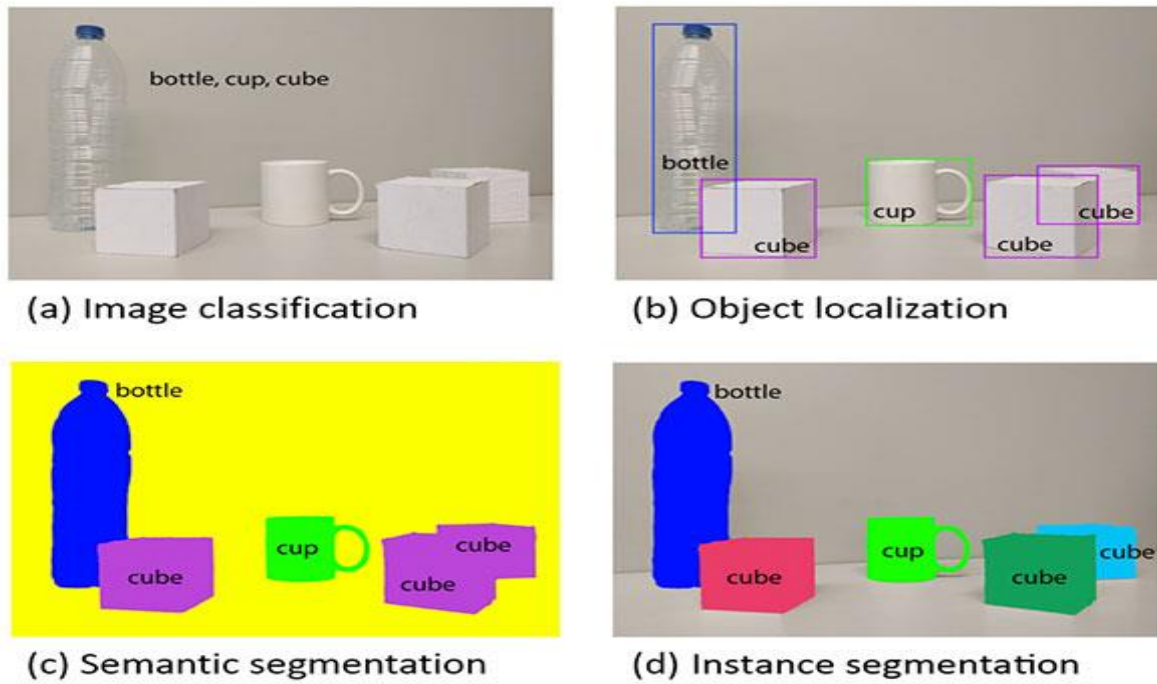 bottle, cup, cube
(a) Image classification
bottle
cup
cube
cube
cube
(b) Object localization
bottle
cup
cube
cube
cube
(c) Semantic segmentation
bottle
cup
cube
cube
cube
(d) Instance segmentation